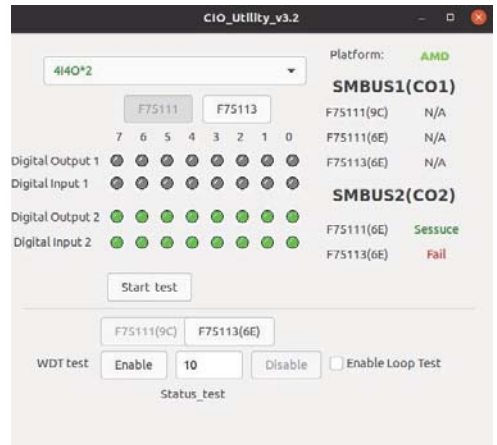 CIO_Utility_v3.2
4I4O*2
Platform: AMD
SMBUS1(CO1)
F75111 F75113
F75111(9C) N/A
7 6 5 4 3 2 1 0
F75111(6E) N/A
Digital Output 1
F75113(6E) N/A
Digital Input 1
SMBUS2(CO2)
Digital Output 2
F75111(6E) Sessuce
Digital Input 2
F75113(6E) Fail
Start test
F75111(9C) F75113(6E)
WDT test Enable 10 Disable Enable Loop Test
Status_test